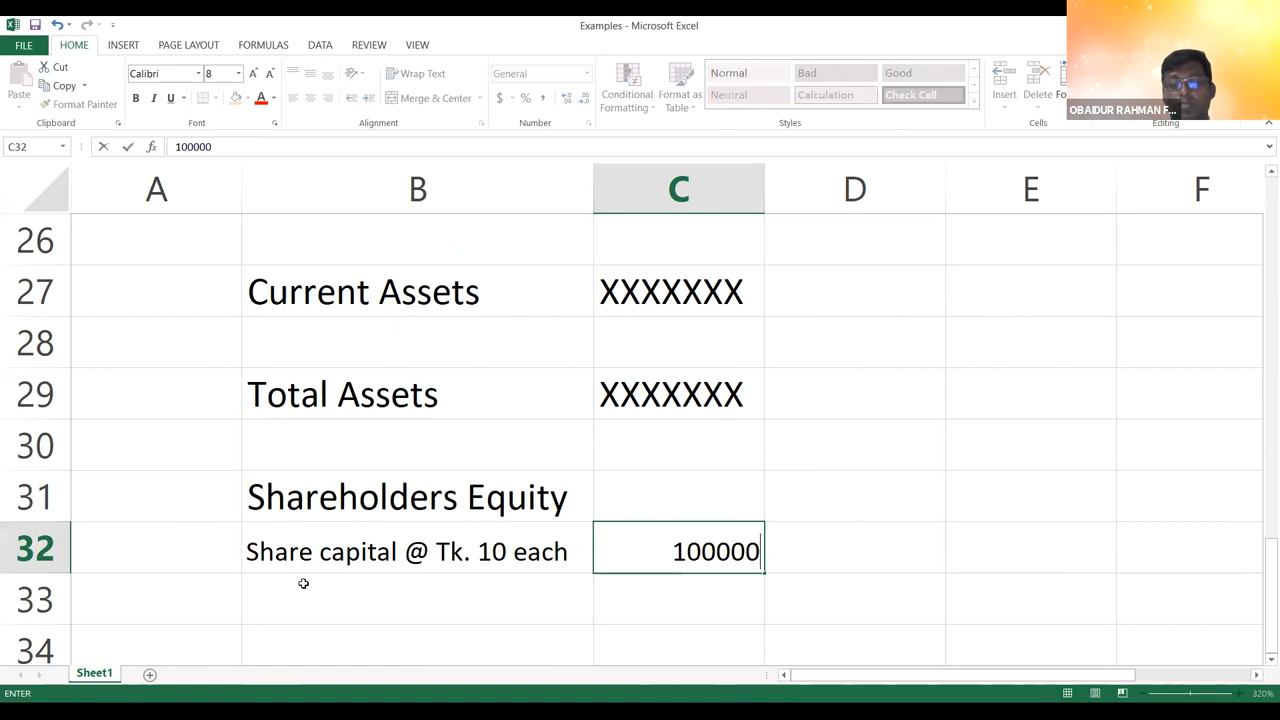 Examples - Microsoft Excel
FILE HOME INSERT PAGE LAYOUT FORMULAS DATA REVIEW VIEW
Paste Cut Copy Format Painter
Calibri 8
B I U A
Wrap Text
Merge & Center
General
$ % ,
Conditional Formatting
Format as Table
Normal Bad Good
Neutral Calculation Check Cell
Insert Delete Fo
OBAIDUR RAHMAN F...
Clipboard Font Alignment Number Styles Cells Editing
C32 fx 100000
A B C D E F
26
27 Current Assets XXXXXXX
28
29 Total Assets XXXXXXX
30
31 Shareholders Equity
32 Share capital @ Tk. 10 each 100000
33
34
Sheet1
ENTER 320%